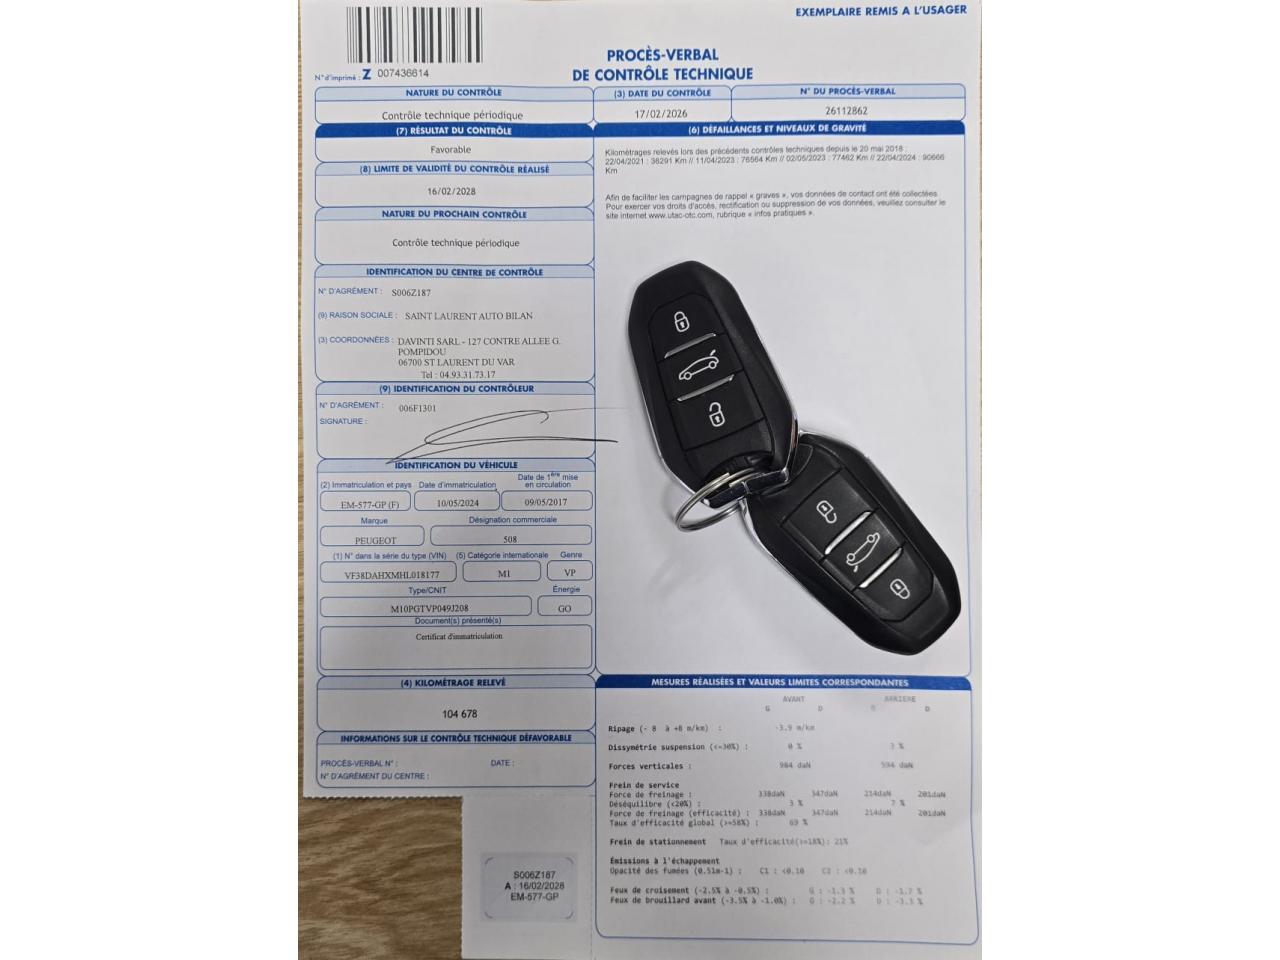 EXEMPLAIRE REMIS A L'USAGER
N° d'imprimé : Z 007436614
PROCÈS-VERBAL
DE CONTRÔLE TECHNIQUE
NATURE DU CONTRÔLE
Contrôle technique périodique
(3) DATE DU CONTRÔLE
17/02/2026
N° DU PROCÈS-VERBAL
26112862
(7) RÉSULTAT DU CONTRÔLE
Favorable
(8) LIMITE DE VALIDITÉ DU CONTRÔLE RÉALISÉ
16/02/2028
NATURE DU PROCHAIN CONTRÔLE
Contrôle technique périodique
IDENTIFICATION DU CENTRE DE CONTRÔLE
N° D'AGRÉMENT : S006Z187
(9) RAISON SOCIALE : SAINT LAURENT AUTO BILAN
(3) COORDONNÉES : DAVINTI SARL - 127 CONTRE ALLEE G.
POMPIDOU
06700 ST LAURENT DU VAR
Tel : 04.93.31.73.17
(9) IDENTIFICATION DU CONTRÔLEUR
N° D'AGRÉMENT : 006F1301
SIGNATURE :
IDENTIFICATION DU VÉHICULE
(2) Immatriculation et pays
EM-577-GP (F)
Date d'immatriculation
10/05/2024
Date de 1ère mise
en circulation
09/05/2017
Marque
PEUGEOT
Désignation commerciale
508
(1) N° dans la série du type (VIN)
VF38DAHXMHL018177
(5) Catégorie internationale
M1
Genre
VP
Type/CNIT
M10PGTVP049J208
Énergie
GO
Document(s) présenté(s)
Certificat d'immatriculation
(4) KILOMÉTRAGE RELEVÉ
104 678
INFORMATIONS SUR LE CONTRÔLE TECHNIQUE DÉFAVORABLE
PROCÈS-VERBAL N° : DATE :
N° D'AGRÉMENT DU CENTRE :
(6) DÉFAILLANCES ET NIVEAUX DE GRAVITÉ
Kilométrages relevés lors des précédents contrôles techniques depuis le 20 mai 2018 :
22/04/2021 : 36291 Km // 11/04/2023 : 76564 Km // 02/05/2023 : 77462 Km // 22/04/2024 : 90666
Km
Afin de faciliter les campagnes de rappel « graves », vos données de contact ont été collectées.
Pour exercer vos droits d'accès, rectification ou suppression de vos données, veuillez consulter le
site internet www.utac-otc.com, rubrique « infos pratiques ».
MESURES RÉALISÉES ET VALEURS LIMITES CORRESPONDANTES
AVANT ARRIERE
G D G D
Ripage (- 8 à +8 m/km) : -3.9 m/km
Dissymétrie suspension (<=30%) : 0 % 3 %
Forces verticales : 984 daN 594 daN
Frein de service
Force de freinage : 338daN 347daN 214daN 201daN
Déséquilibre (<20%) : 3 % 7 %
Force de freinage (efficacité) : 338daN 347daN 214daN 201daN
Taux d'efficacité global (>=58%) : 69 %
Frein de stationnement Taux d'efficacité(>=18%): 21%
Émissions à l'échappement
Opacité des fumées (0.51m-1) : C1 : <0.10 C2 : <0.10
Feux de croisement (-2.5% à -0.5%) : G : -1.3 % D : -1.7 %
Feux de brouillard avant (-3.5% à -1.0%) : G : -2.2 % D : -3.3 %
S006Z187
A : 16/02/2028
EM-577-GP